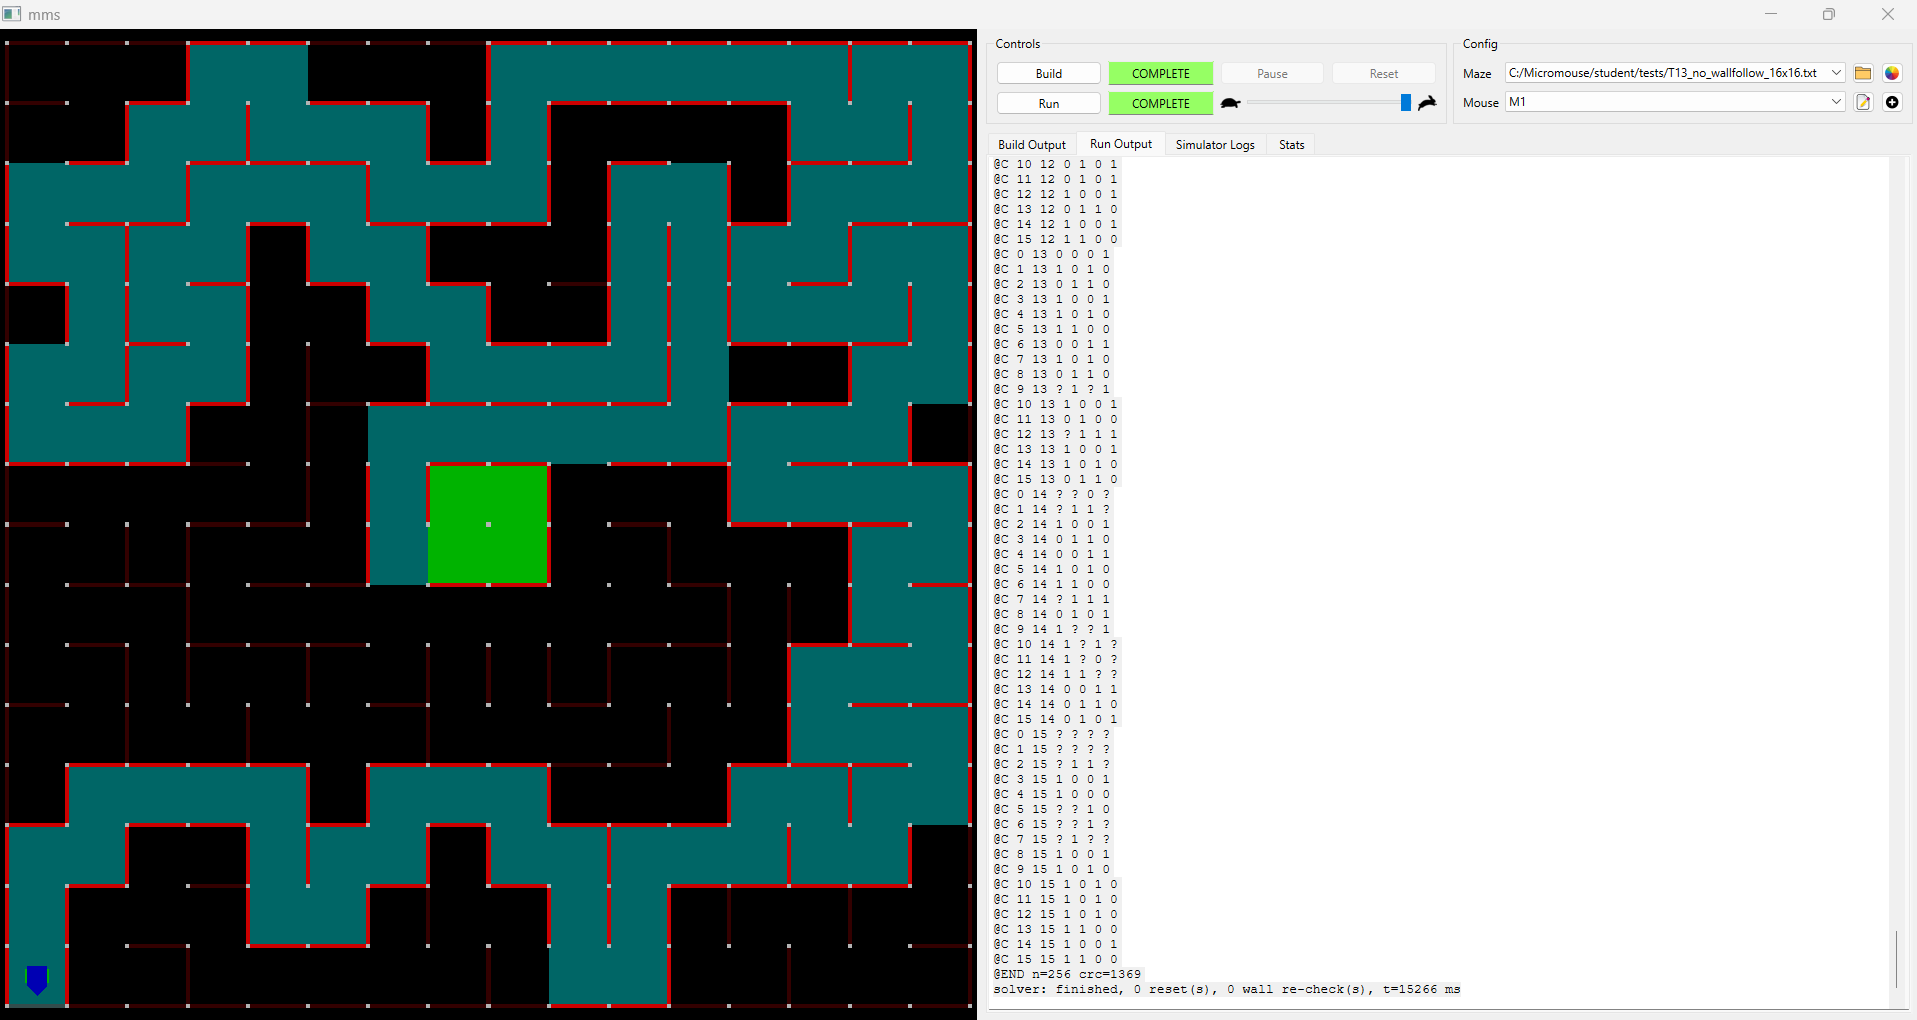 mms
Controls
Build
COMPLETE
Pause
Reset
Run
COMPLETE
Config
Maze
C:/Micromouse/student/tests/T13_no_wallfollow_16x16.txt
Mouse
M1
Build Output
Run Output
Simulator Logs
Stats
@C 10 12 0 1 0 1
@C 11 12 0 1 0 1
@C 12 12 1 0 0 1
@C 13 12 0 1 1 0
@C 14 12 1 0 0 1
@C 15 12 1 1 0 0
@C 0 13 0 0 0 1
@C 1 13 1 0 1 0
@C 2 13 0 1 1 0
@C 3 13 1 0 0 1
@C 4 13 1 0 1 0
@C 5 13 1 1 0 0
@C 6 13 0 0 1 1
@C 7 13 1 0 1 0
@C 8 13 0 1 1 0
@C 9 13 ? 1 ? 1
@C 10 13 1 0 0 1
@C 11 13 0 1 0 0
@C 12 13 ? 1 1 1
@C 13 13 1 0 0 1
@C 14 13 1 0 1 0
@C 15 13 0 1 1 0
@C 0 14 ? ? 0 ?
@C 1 14 ? 1 1 ?
@C 2 14 1 0 0 1
@C 3 14 0 1 1 0
@C 4 14 0 0 1 1
@C 5 14 1 0 1 0
@C 6 14 1 1 0 0
@C 7 14 ? 1 1 1
@C 8 14 0 1 0 1
@C 9 14 1 ? ? 1
@C 10 14 1 ? 1 ?
@C 11 14 1 ? 0 ?
@C 12 14 1 1 ? ?
@C 13 14 0 0 1 1
@C 14 14 0 1 1 0
@C 15 14 0 1 0 1
@C 0 15 ? ? ? ?
@C 1 15 ? ? ? ?
@C 2 15 ? 1 1 ?
@C 3 15 1 0 0 1
@C 4 15 1 0 0 0
@C 5 15 ? ? 1 0
@C 6 15 ? ? 1 ?
@C 7 15 ? 1 ? ?
@C 8 15 1 0 0 1
@C 9 15 1 0 1 0
@C 10 15 1 0 1 0
@C 11 15 1 0 1 0
@C 12 15 1 0 1 0
@C 13 15 1 1 0 0
@C 14 15 1 0 0 1
@C 15 15 1 1 0 0
@END n=256 crc=1369
solver: finished, 0 reset(s), 0 wall re-check(s), t=15266 ms